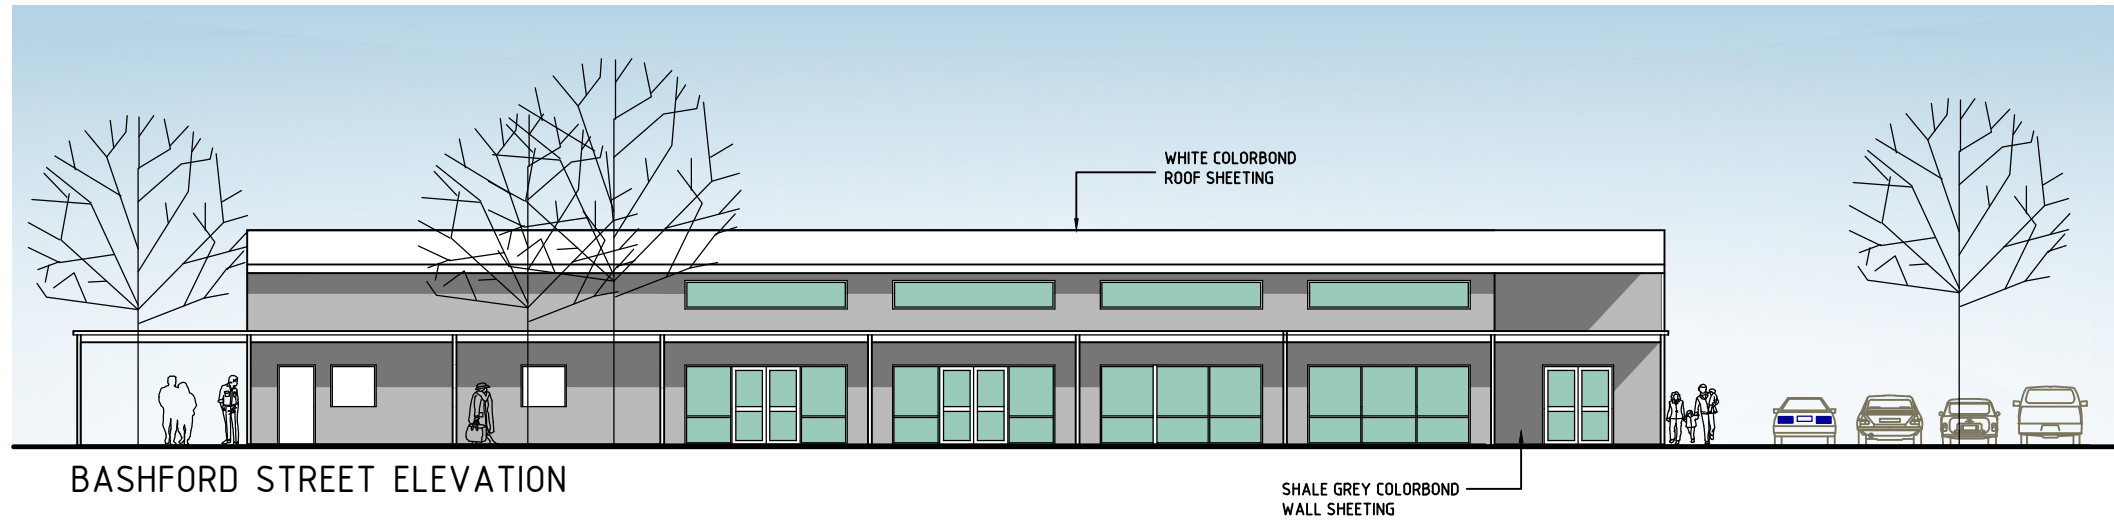 WHITE COLORBOND
ROOF SHEETING
BASHFORD STREET ELEVATION
SHALE GREY COLORBOND
WALL SHEETING